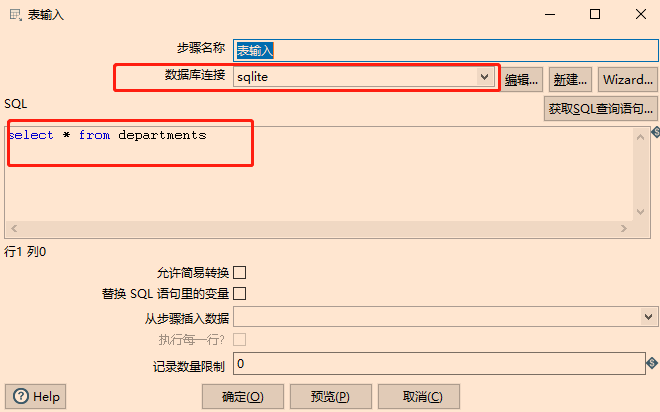 表输入
步骤名称 表输入
数据库连接 sqlite 编辑... 新建... Wizard...
SQL 获取SQL查询语句...
select * from departments
行1 列0
允许简易转换
替换 SQL 语句里的变量
从步骤插入数据
执行每一行?
记录数量限制 0
Help 确定(O) 预览(P) 取消(C)